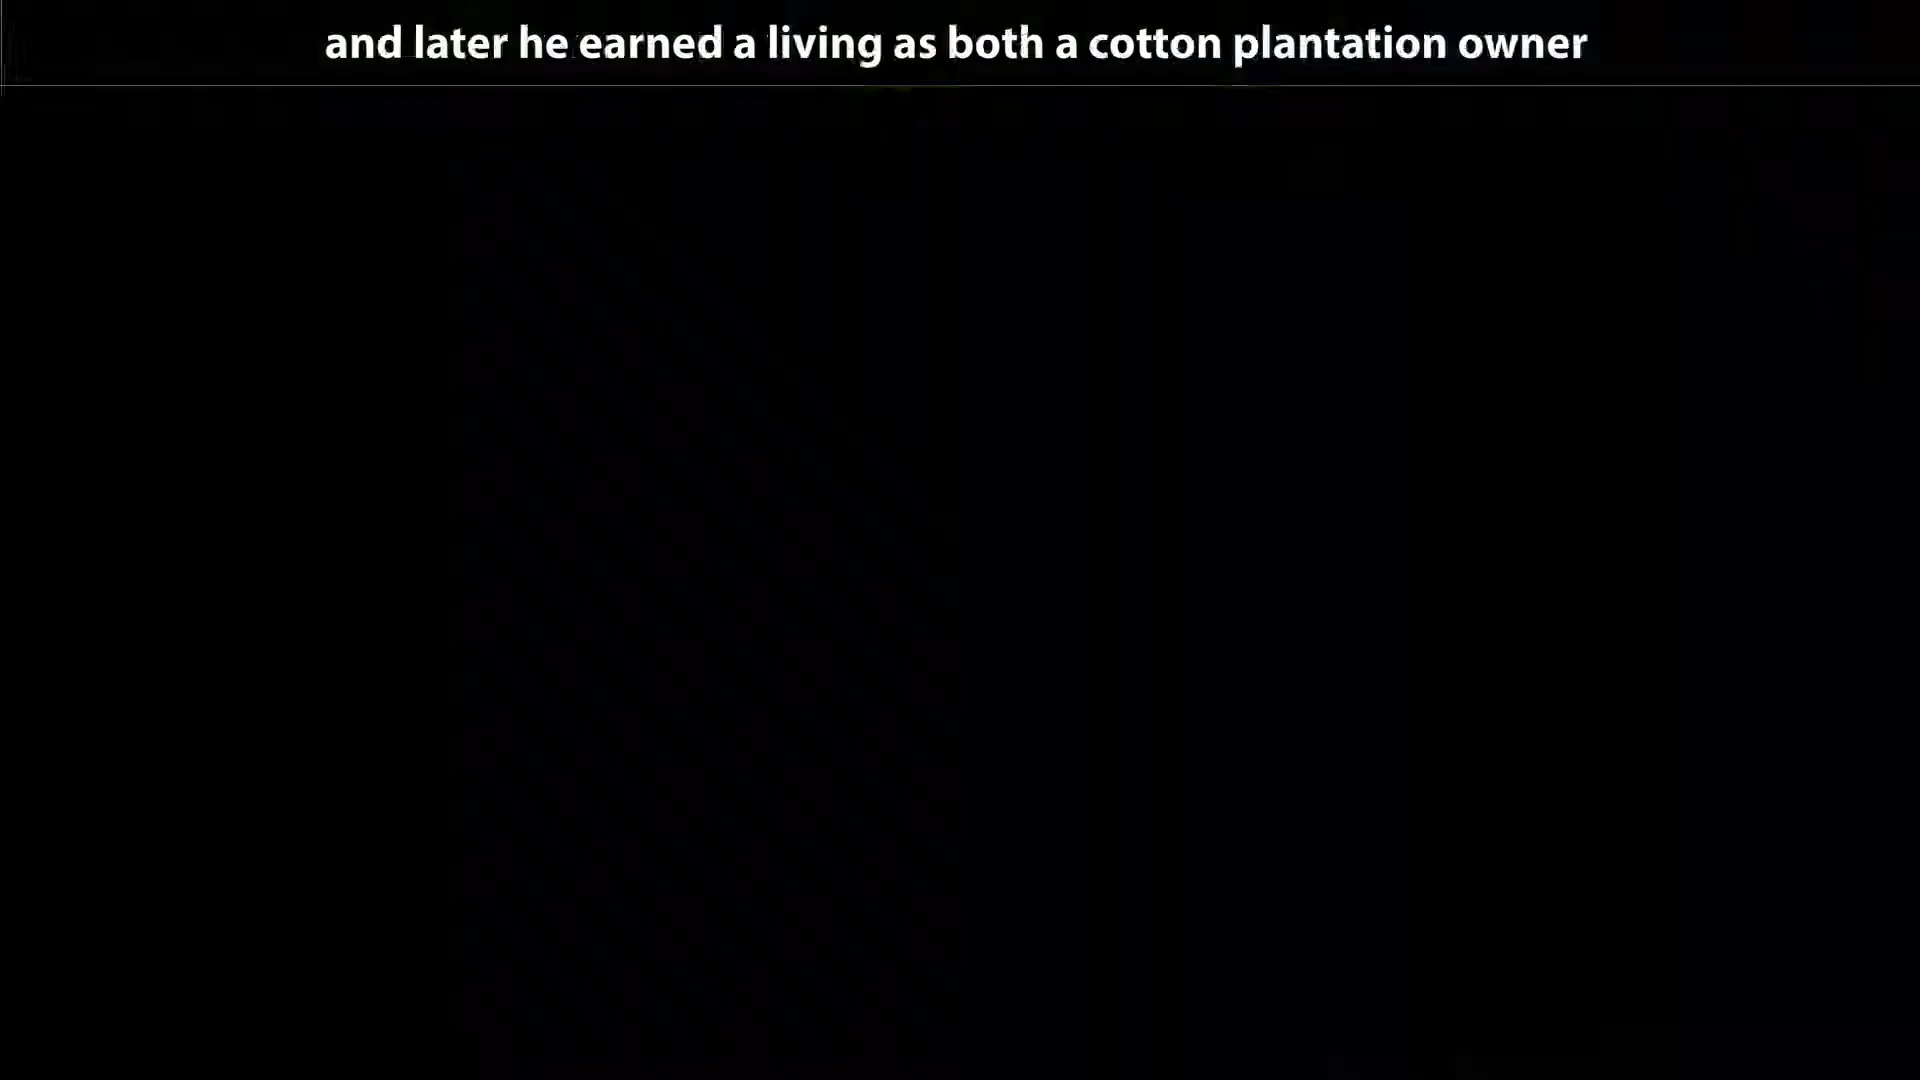 and later he earned a living as both a cotton plantation owner